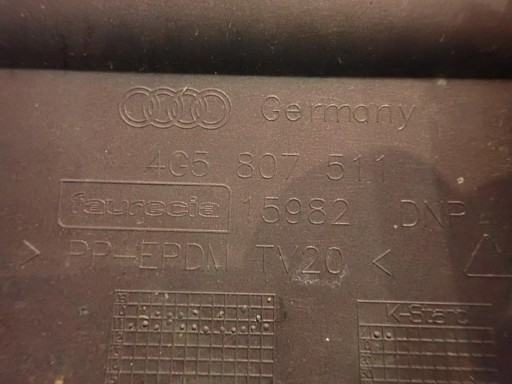 Germany
4G5 807 511
faurecia 15982 DNP
> PP-EPDM TV20 <
K-Stand